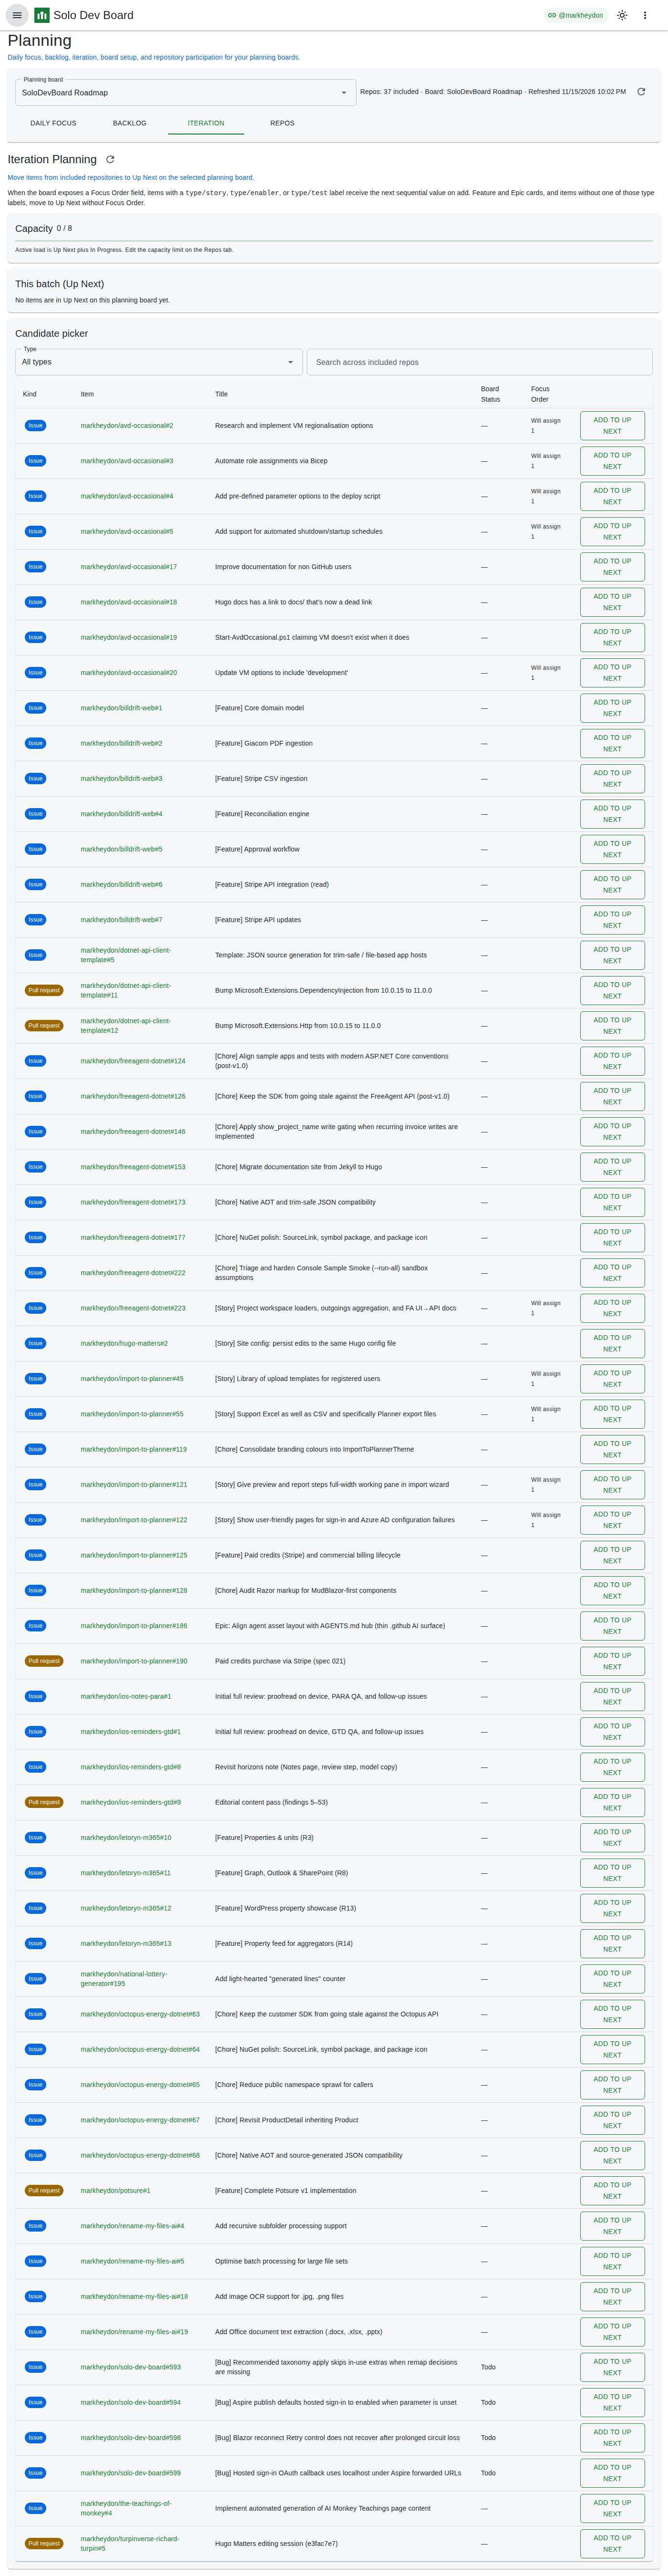 Solo Dev Board
@markheydon
Planning
Daily focus, backlog, iteration, board setup, and repository participation for your planning boards.
Planning board
SoloDevBoard Roadmap
Repos: 37 included · Board: SoloDevBoard Roadmap · Refreshed 11/15/2026 10:02 PM
DAILY FOCUS BACKLOG ITERATION REPOS
Iteration Planning
Move items from included repositories to Up Next on the selected planning board.
When the board exposes a Focus Order field, items with a type/story, type/enabler, or type/test label receive the next sequential value on add. Feature and Epic cards, and items without one of those type
labels, move to Up Next without Focus Order.
Capacity 0 / 8
Active load is Up Next plus In Progress. Edit the capacity limit on the Repos tab.
This batch (Up Next)
No items are in Up Next on this planning board yet.
Candidate picker
Type
All types
Search across included repos
Kind Item Title Board Status Focus Order
Issue markheydon/avd-occasional#2 Research and implement VM regionalisation options — Will assign 1 ADD TO UP NEXT
Issue markheydon/avd-occasional#3 Automate role assignments via Bicep — Will assign 1 ADD TO UP NEXT
Issue markheydon/avd-occasional#4 Add pre-defined parameter options to the deploy script — Will assign 1 ADD TO UP NEXT
Issue markheydon/avd-occasional#5 Add support for automated shutdown/startup schedules — Will assign 1 ADD TO UP NEXT
Issue markheydon/avd-occasional#17 Improve documentation for non GitHub users — ADD TO UP NEXT
Issue markheydon/avd-occasional#18 Hugo docs has a link to docs/ that's now a dead link — ADD TO UP NEXT
Issue markheydon/avd-occasional#19 Start-AvdOccasional.ps1 claiming VM doesn't exist when it does — ADD TO UP NEXT
Issue markheydon/avd-occasional#20 Update VM options to include 'development' — Will assign 1 ADD TO UP NEXT
Issue markheydon/billdrift-web#1 [Feature] Core domain model — ADD TO UP NEXT
Issue markheydon/billdrift-web#2 [Feature] Giacom PDF ingestion — ADD TO UP NEXT
Issue markheydon/billdrift-web#3 [Feature] Stripe CSV ingestion — ADD TO UP NEXT
Issue markheydon/billdrift-web#4 [Feature] Reconciliation engine — ADD TO UP NEXT
Issue markheydon/billdrift-web#5 [Feature] Approval workflow — ADD TO UP NEXT
Issue markheydon/billdrift-web#6 [Feature] Stripe API integration (read) — ADD TO UP NEXT
Issue markheydon/billdrift-web#7 [Feature] Stripe API updates — ADD TO UP NEXT
Issue markheydon/dotnet-api-client-template#5 Template: JSON source generation for trim-safe / file-based app hosts — ADD TO UP NEXT
Pull request markheydon/dotnet-api-client-template#11 Bump Microsoft.Extensions.DependencyInjection from 10.0.15 to 11.0.0 — ADD TO UP NEXT
Pull request markheydon/dotnet-api-client-template#12 Bump Microsoft.Extensions.Http from 10.0.15 to 11.0.0 — ADD TO UP NEXT
Issue markheydon/freeagent-dotnet#124 [Chore] Align sample apps and tests with modern ASP.NET Core conventions (post-v1.0) — ADD TO UP NEXT
Issue markheydon/freeagent-dotnet#126 [Chore] Keep the SDK from going stale against the FreeAgent API (post-v1.0) — ADD TO UP NEXT
Issue markheydon/freeagent-dotnet#146 [Chore] Apply show_project_name write gating when recurring invoice writes are implemented — ADD TO UP NEXT
Issue markheydon/freeagent-dotnet#153 [Chore] Migrate documentation site from Jekyll to Hugo — ADD TO UP NEXT
Issue markheydon/freeagent-dotnet#173 [Chore] Native AOT and trim-safe JSON compatibility — ADD TO UP NEXT
Issue markheydon/freeagent-dotnet#177 [Chore] NuGet polish: SourceLink, symbol package, and package icon — ADD TO UP NEXT
Issue markheydon/freeagent-dotnet#222 [Chore] Triage and harden Console Sample Smoke (--run-all) sandbox assumptions — ADD TO UP NEXT
Issue markheydon/freeagent-dotnet#223 [Story] Project workspace loaders, outgoings aggregation, and FA UI→API docs — Will assign 1 ADD TO UP NEXT
Issue markheydon/hugo-matters#2 [Story] Site config: persist edits to the same Hugo config file — ADD TO UP NEXT
Issue markheydon/import-to-planner#45 [Story] Library of upload templates for registered users — Will assign 1 ADD TO UP NEXT
Issue markheydon/import-to-planner#55 [Story] Support Excel as well as CSV and specifically Planner export files — Will assign 1 ADD TO UP NEXT
Issue markheydon/import-to-planner#119 [Chore] Consolidate branding colours into ImportToPlannerTheme — ADD TO UP NEXT
Issue markheydon/import-to-planner#121 [Story] Give preview and report steps full-width working pane in import wizard — Will assign 1 ADD TO UP NEXT
Issue markheydon/import-to-planner#122 [Story] Show user-friendly pages for sign-in and Azure AD configuration failures — Will assign 1 ADD TO UP NEXT
Issue markheydon/import-to-planner#125 [Feature] Paid credits (Stripe) and commercial billing lifecycle — ADD TO UP NEXT
Issue markheydon/import-to-planner#128 [Chore] Audit Razor markup for MudBlazor-first components — ADD TO UP NEXT
Issue markheydon/import-to-planner#186 Epic: Align agent asset layout with AGENTS.md hub (thin .github AI surface) — ADD TO UP NEXT
Pull request markheydon/import-to-planner#190 Paid credits purchase via Stripe (spec 021) — ADD TO UP NEXT
Issue markheydon/ios-notes-para#1 Initial full review: proofread on device, PARA QA, and follow-up issues — ADD TO UP NEXT
Issue markheydon/ios-reminders-gtd#1 Initial full review: proofread on device, GTD QA, and follow-up issues — ADD TO UP NEXT
Issue markheydon/ios-reminders-gtd#8 Revisit horizons note (Notes page, review step, model copy) — ADD TO UP NEXT
Pull request markheydon/ios-reminders-gtd#9 Editorial content pass (findings 5–53) — ADD TO UP NEXT
Issue markheydon/letoryn-m365#10 [Feature] Properties & units (R3) — ADD TO UP NEXT
Issue markheydon/letoryn-m365#11 [Feature] Graph, Outlook & SharePoint (R8) — ADD TO UP NEXT
Issue markheydon/letoryn-m365#12 [Feature] WordPress property showcase (R13) — ADD TO UP NEXT
Issue markheydon/letoryn-m365#13 [Feature] Property feed for aggregators (R14) — ADD TO UP NEXT
Issue markheydon/national-lottery-generator#195 Add light-hearted "generated lines" counter — ADD TO UP NEXT
Issue markheydon/octopus-energy-dotnet#63 [Chore] Keep the customer SDK from going stale against the Octopus API — ADD TO UP NEXT
Issue markheydon/octopus-energy-dotnet#64 [Chore] NuGet polish: SourceLink, symbol package, and package icon — ADD TO UP NEXT
Issue markheydon/octopus-energy-dotnet#65 [Chore] Reduce public namespace sprawl for callers — ADD TO UP NEXT
Issue markheydon/octopus-energy-dotnet#67 [Chore] Revisit ProductDetail inheriting Product — ADD TO UP NEXT
Issue markheydon/octopus-energy-dotnet#68 [Chore] Native AOT and source-generated JSON compatibility — ADD TO UP NEXT
Pull request markheydon/potsure#1 [Feature] Complete Potsure v1 implementation — ADD TO UP NEXT
Issue markheydon/rename-my-files-ai#4 Add recursive subfolder processing support — ADD TO UP NEXT
Issue markheydon/rename-my-files-ai#5 Optimise batch processing for large file sets — ADD TO UP NEXT
Issue markheydon/rename-my-files-ai#18 Add image OCR support for .jpg, .png files — ADD TO UP NEXT
Issue markheydon/rename-my-files-ai#19 Add Office document text extraction (.docx, .xlsx, .pptx) — ADD TO UP NEXT
Issue markheydon/solo-dev-board#593 [Bug] Recommended taxonomy apply skips in-use extras when remap decisions are missing Todo ADD TO UP NEXT
Issue markheydon/solo-dev-board#594 [Bug] Aspire publish defaults hosted sign-in to enabled when parameter is unset Todo ADD TO UP NEXT
Issue markheydon/solo-dev-board#598 [Bug] Blazor reconnect Retry control does not recover after prolonged circuit loss Todo ADD TO UP NEXT
Issue markheydon/solo-dev-board#599 [Bug] Hosted sign-in OAuth callback uses localhost under Aspire forwarded URLs Todo ADD TO UP NEXT
Issue markheydon/the-teachings-of-monkey#4 Implement automated generation of AI Monkey Teachings page content — ADD TO UP NEXT
Pull request markheydon/turpinverse-richard-turpin#5 Hugo Matters editing session (e3fac7e7) — ADD TO UP NEXT